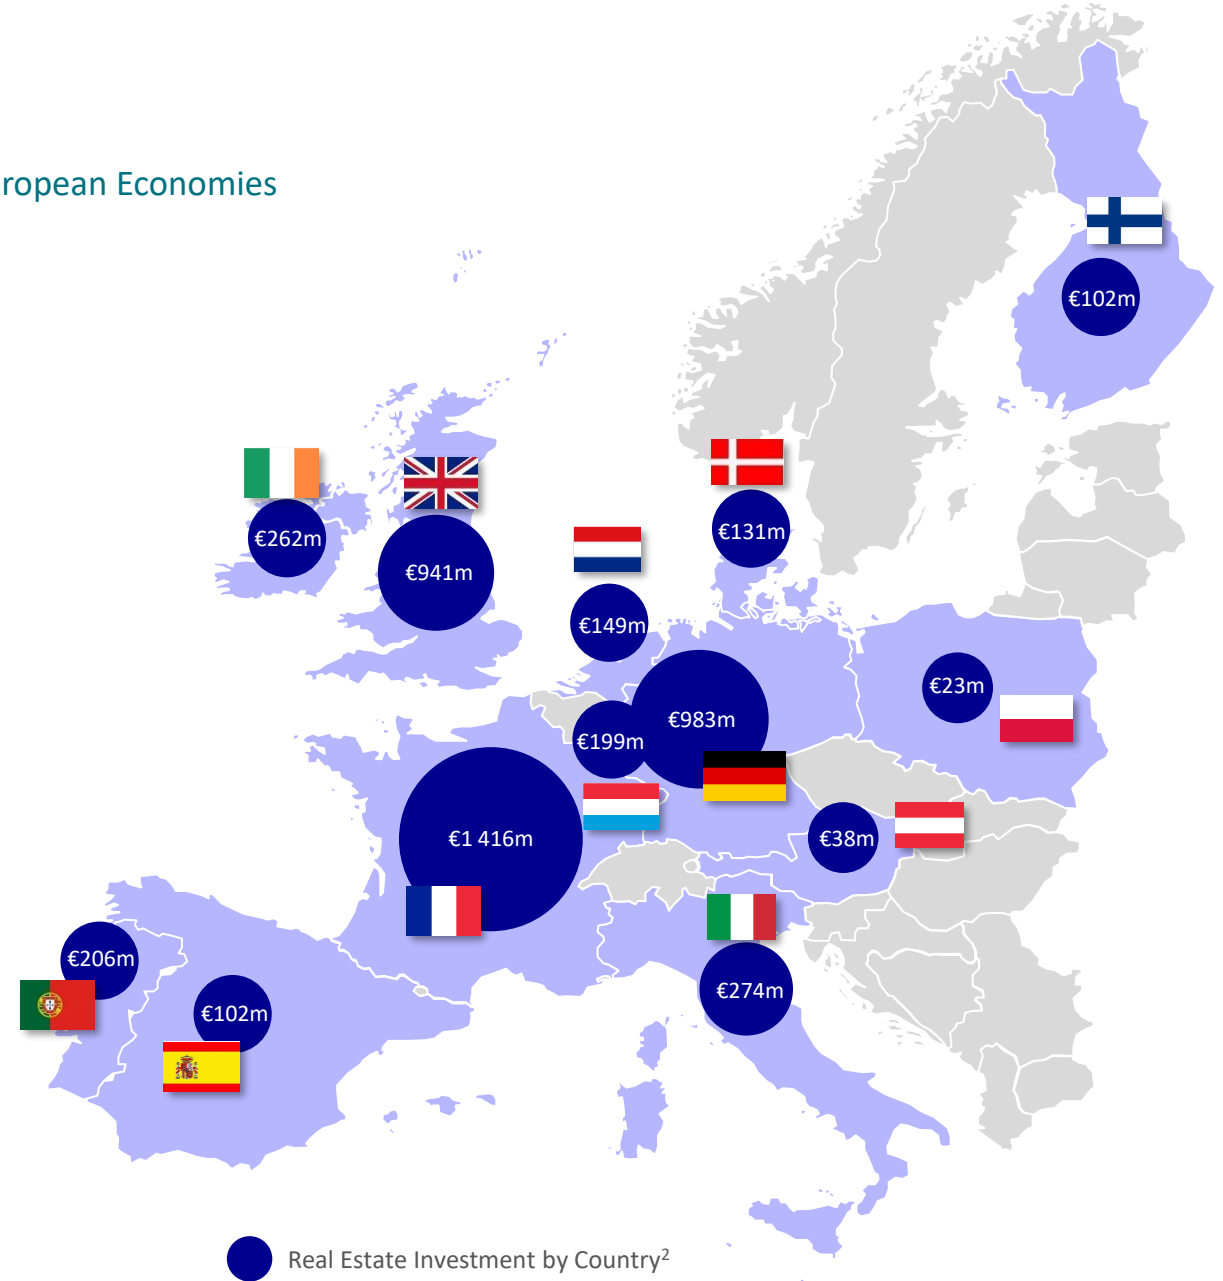 ropean Economies
€102m
€262m
€941m
€131m
€149m
€23m
€983m
€199m
€1 416m
€38m
€206m
€102m
€274m
Real Estate Investment by Country²